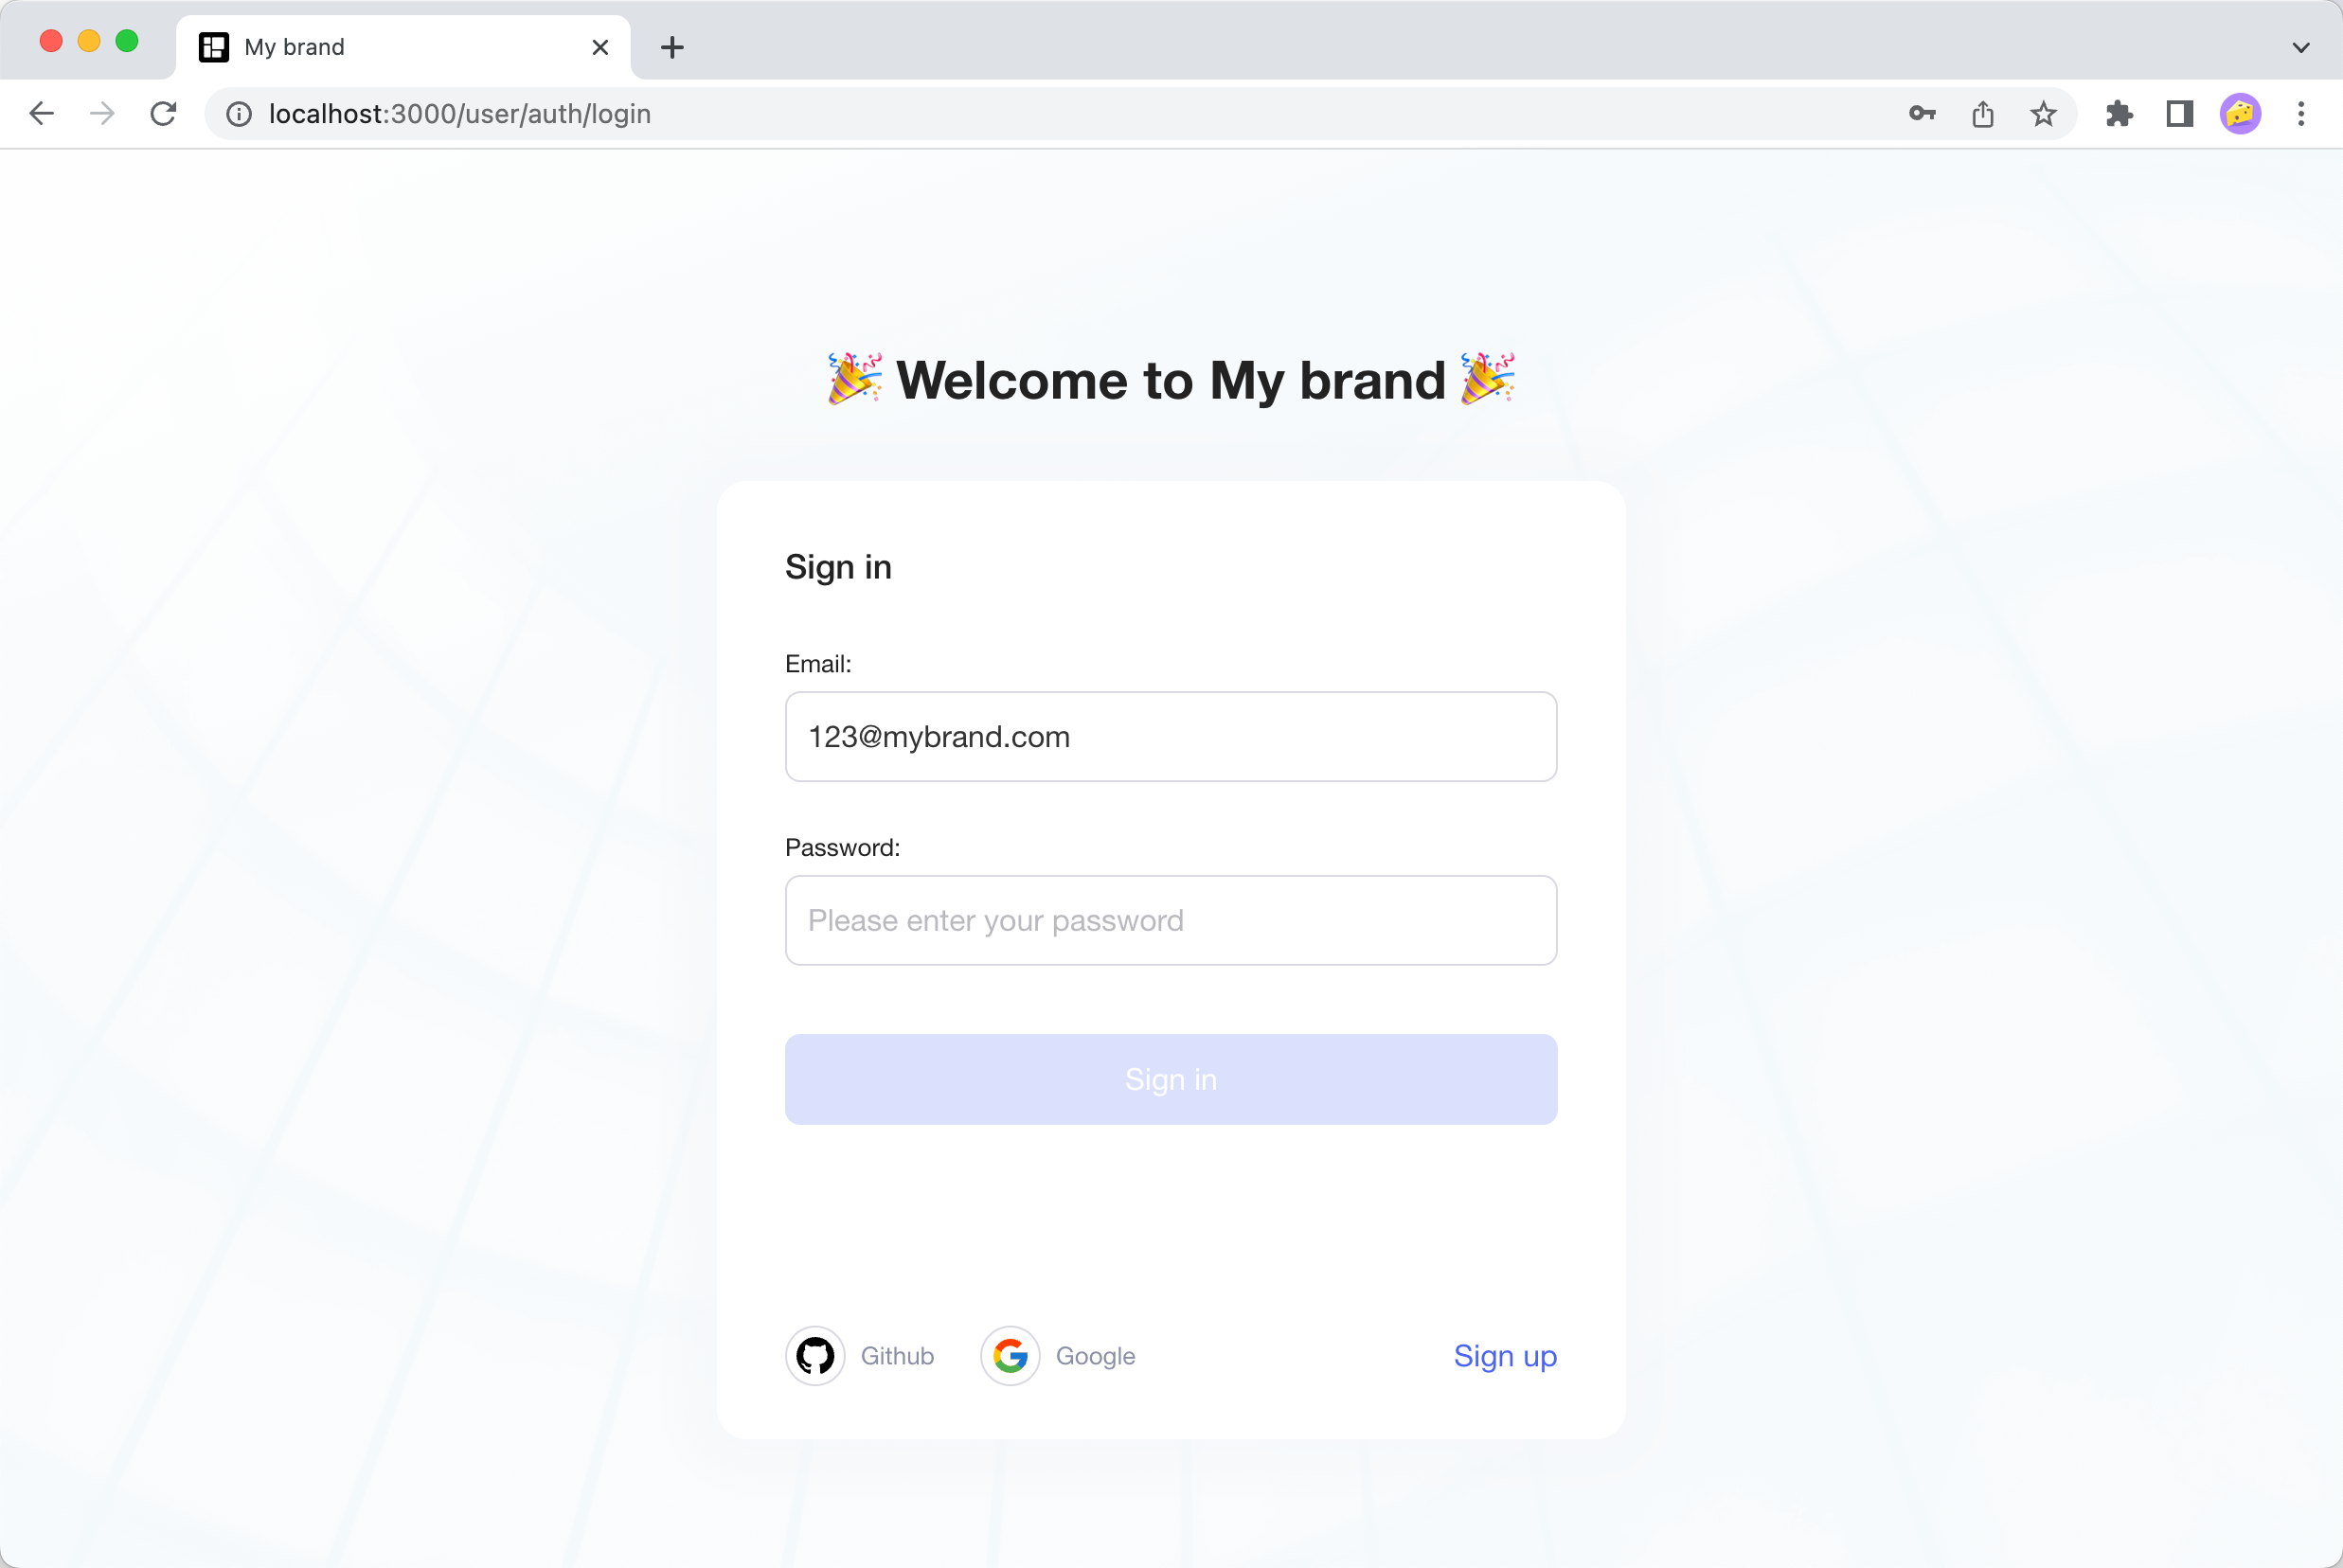 My brand
localhost:3000/user/auth/login
🎉 Welcome to My brand 🎉
Sign in
Email:
123@mybrand.com
Password:
Please enter your password
Sign in
Github Google Sign up